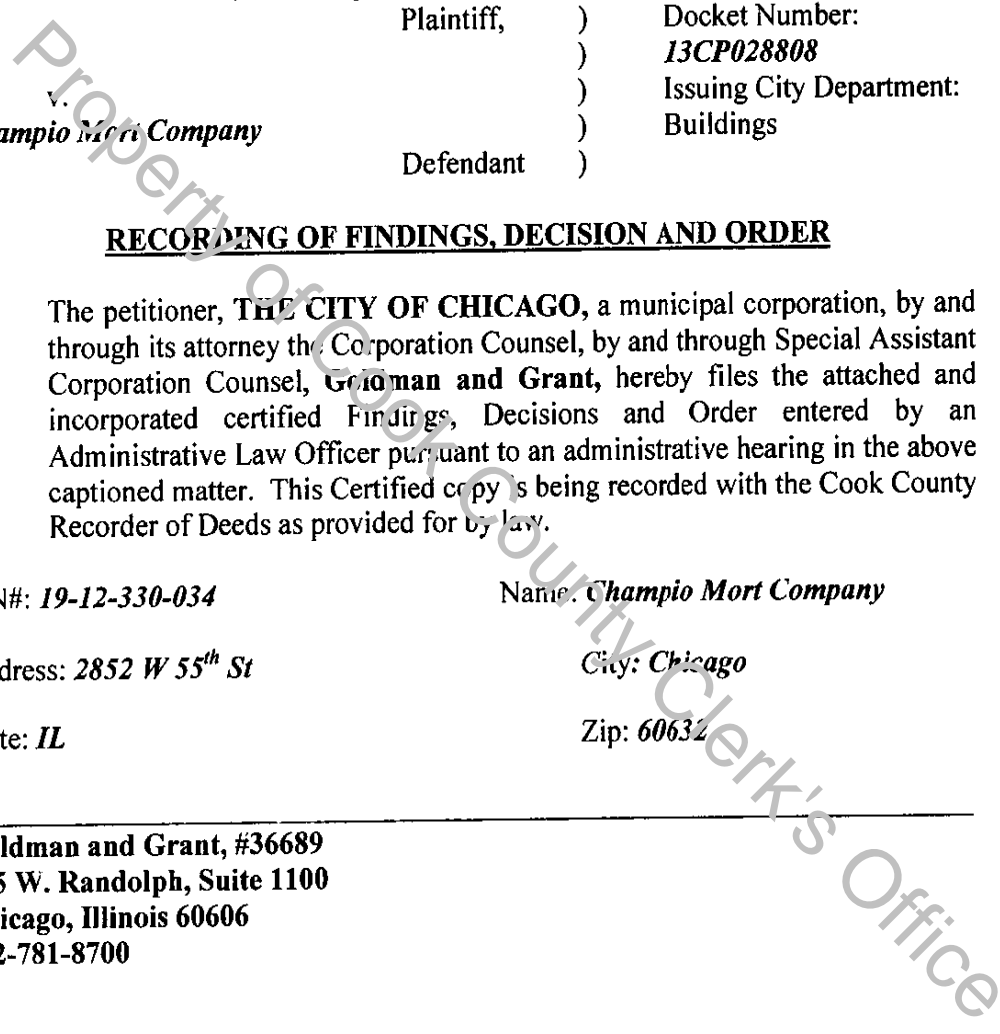 Plaintiff, ) Docket Number:
) 13CP028808
v. ) Issuing City Department:
ampio Mort Company ) Buildings
Defendant )
RECORDING OF FINDINGS, DECISION AND ORDER
The petitioner, THE CITY OF CHICAGO, a municipal corporation, by and
through its attorney the Corporation Counsel, by and through Special Assistant
Corporation Counsel, Goldman and Grant, hereby files the attached and
incorporated certified Findings, Decisions and Order entered by an
Administrative Law Officer pursuant to an administrative hearing in the above
captioned matter. This Certified copy is being recorded with the Cook County
Recorder of Deeds as provided for by law.
N#: 19-12-330-034 Name: Champio Mort Company
dress: 2852 W 55th St City: Chicago
te: IL Zip: 60632
ldman and Grant, #36689
5 W. Randolph, Suite 1100
icago, Illinois 60606
2-781-8700
Property of Cook County Clerk's Office